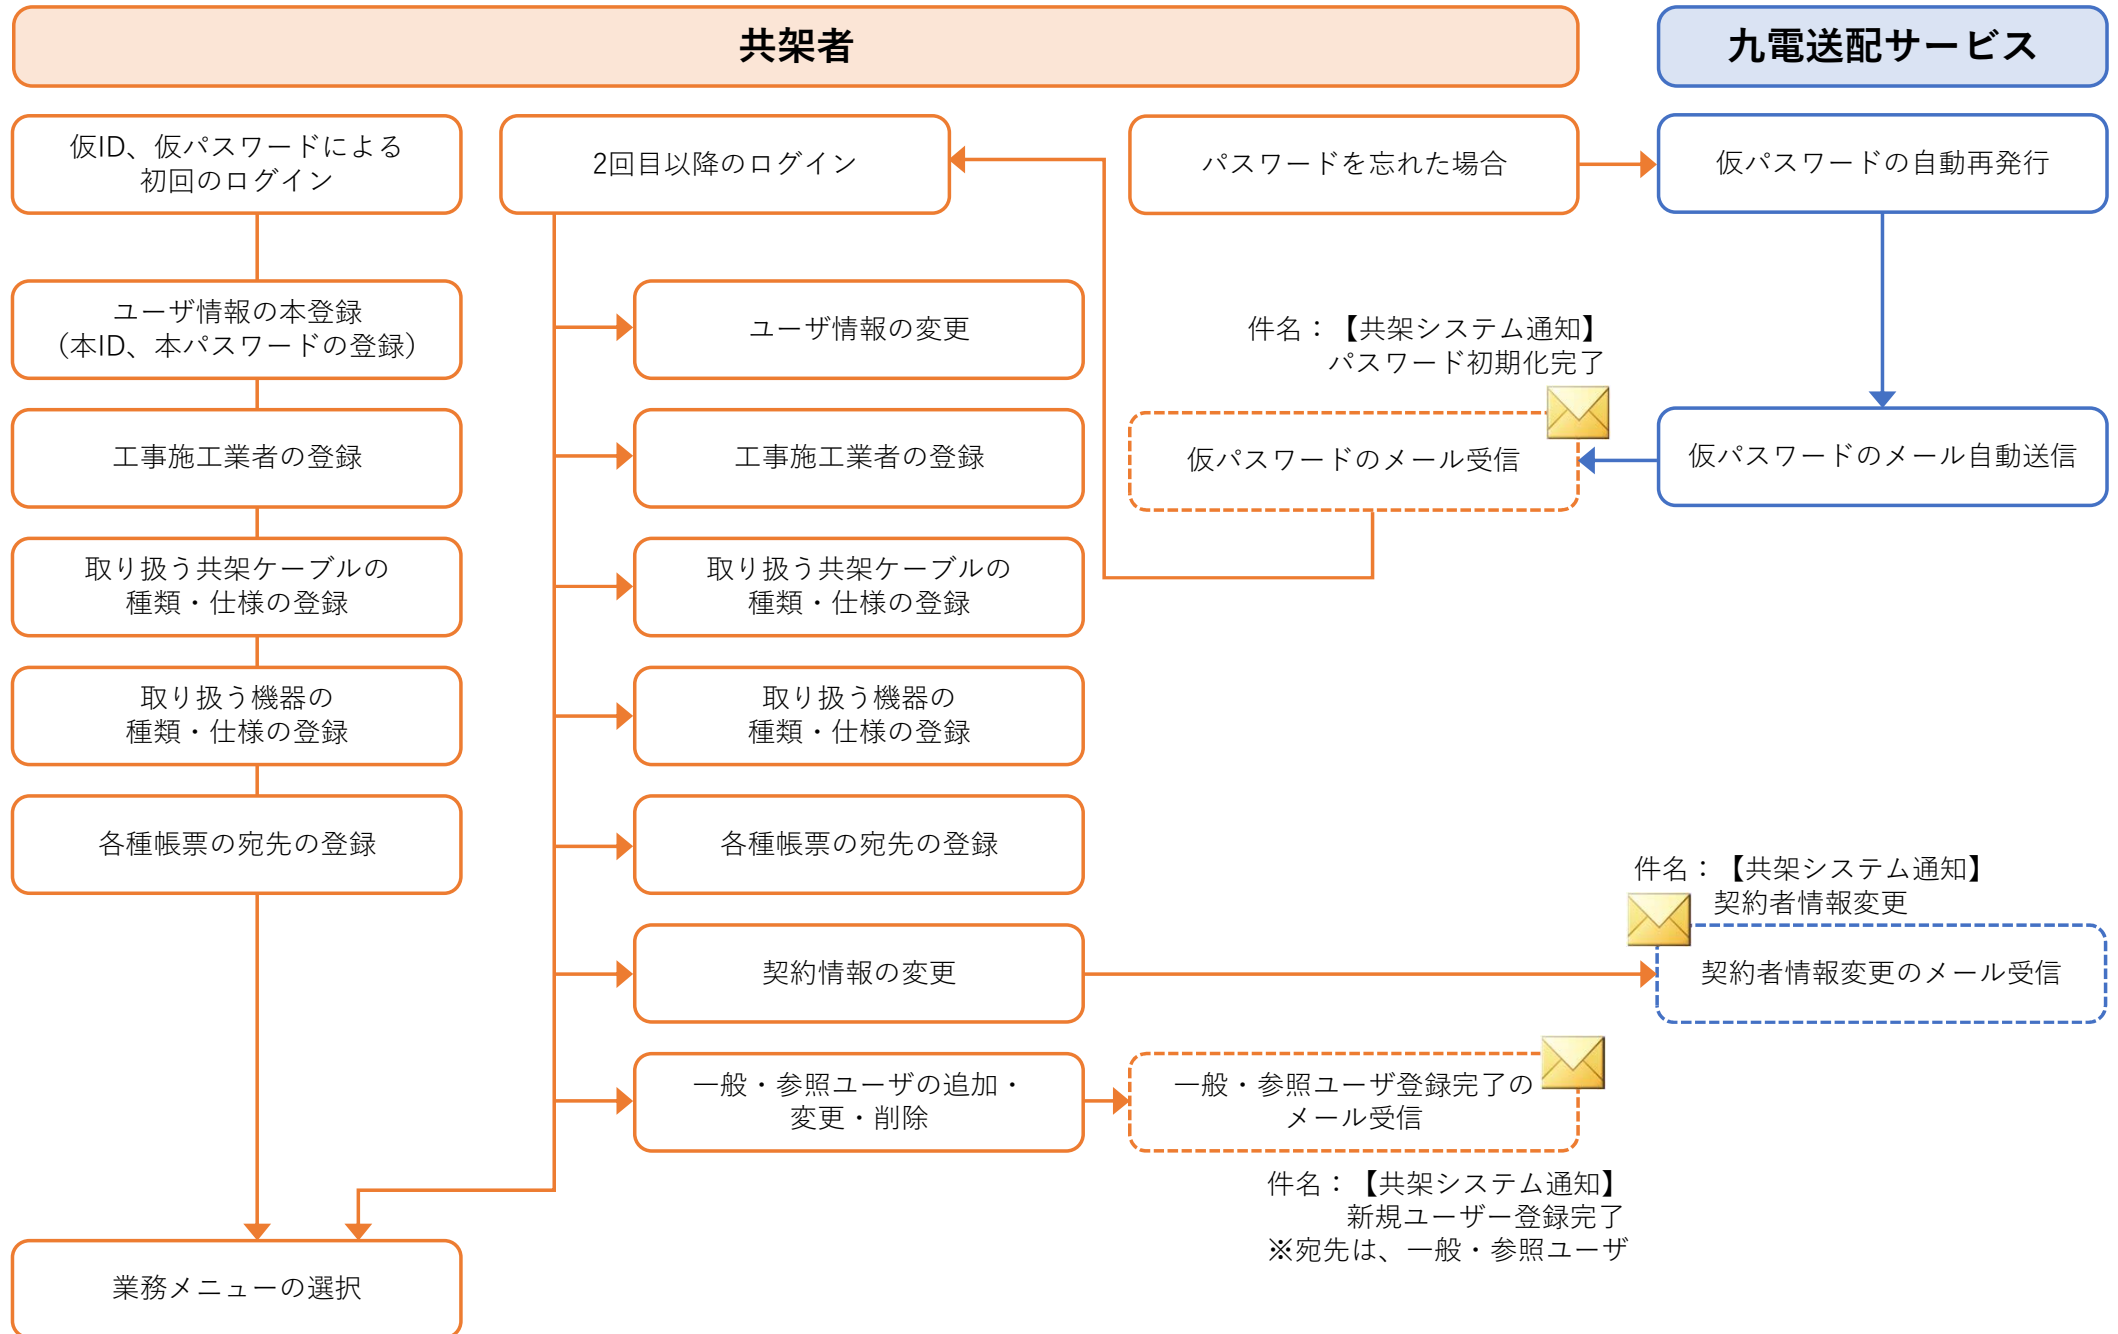 共架者
九電送配サービス
仮ID、仮パスワードによる
初回のログイン
2回目以降のログイン
パスワードを忘れた場合
仮パスワードの自動再発行
ユーザ情報の本登録
(本ID、本パスワードの登録)
ユーザ情報の変更
件名：【共架システム通知】
パスワード初期化完了
工事施工業者の登録
工事施工業者の登録
仮パスワードのメール受信
仮パスワードのメール自動送信
取り扱う共架ケーブルの
種類・仕様の登録
取り扱う共架ケーブルの
種類・仕様の登録
取り扱う機器の
種類・仕様の登録
取り扱う機器の
種類・仕様の登録
各種帳票の宛先の登録
各種帳票の宛先の登録
件名：【共架システム通知】
契約者情報変更
契約情報の変更
契約者情報変更のメール受信
一般・参照ユーザの追加・
変更・削除
一般・参照ユーザ登録完了の
メール受信
件名：【共架システム通知】
新規ユーザー登録完了
※宛先は、一般・参照ユーザ
業務メニューの選択